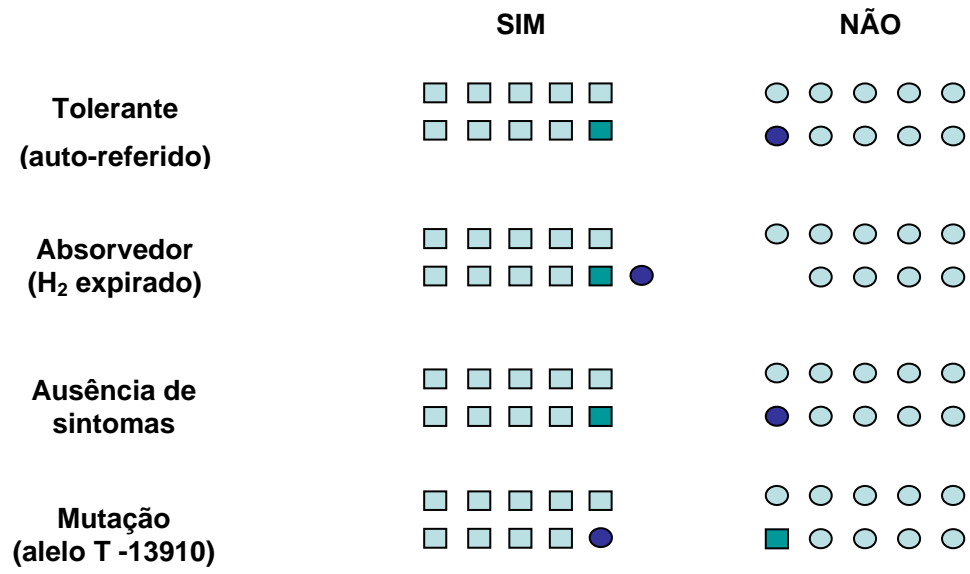 SIM NÃO
Tolerante
(auto-referido)
Absorvedor
(H₂ expirado)
Ausência de
sintomas
Mutação
(alelo T -13910)